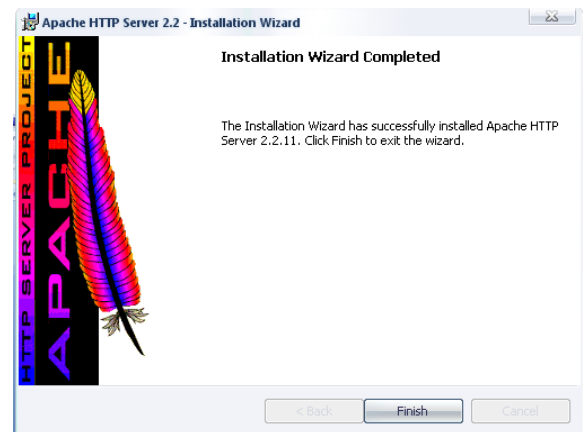 Apache HTTP Server 2.2 - Installation Wizard
HTTP SERVER PROJECT
APACHE
Installation Wizard Completed
The Installation Wizard has successfully installed Apache HTTP
Server 2.2.11. Click Finish to exit the wizard.
< Back
Finish
Cancel